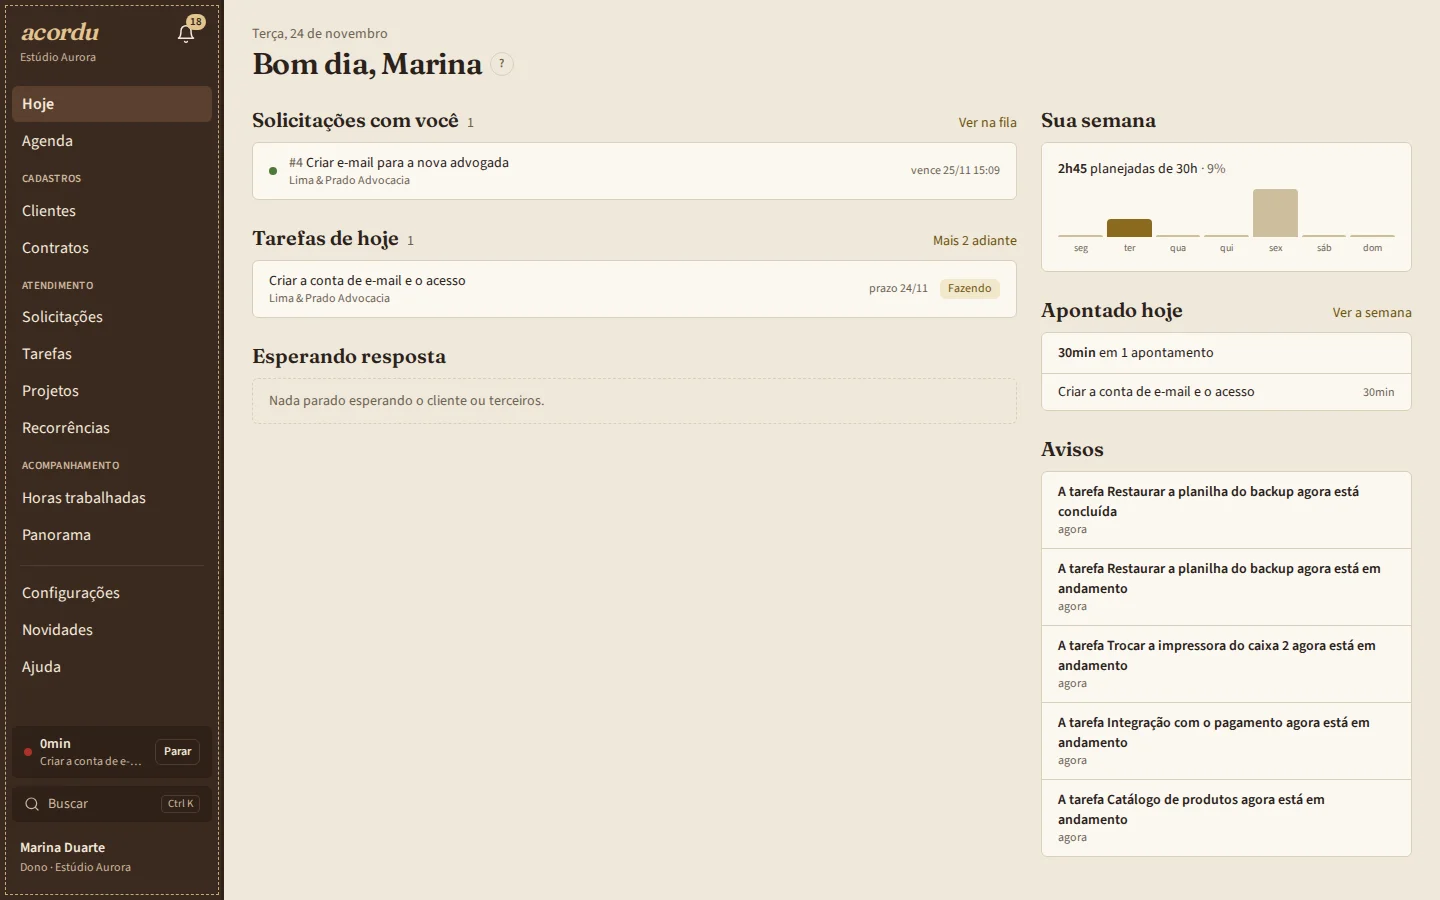 acordu
18
Estúdio Aurora
Hoje
Agenda
CADASTROS
Clientes
Contratos
ATENDIMENTO
Solicitações
Tarefas
Projetos
Recorrências
ACOMPANHAMENTO
Horas trabalhadas
Panorama
Configurações
Novidades
Ajuda
0min
Criar a conta de e-…
Parar
Buscar
Ctrl K
Marina Duarte
Dono · Estúdio Aurora
Terça, 24 de novembro
Bom dia, Marina ?
Solicitações com você 1
Ver na fila
#4 Criar e-mail para a nova advogada
Lima & Prado Advocacia
vence 25/11 15:09
Tarefas de hoje 1
Mais 2 adiante
Criar a conta de e-mail e o acesso
Lima & Prado Advocacia
prazo 24/11
Fazendo
Esperando resposta
Nada parado esperando o cliente ou terceiros.
Sua semana
2h45 planejadas de 30h · 9%
seg ter qua qui sex sáb dom
Apontado hoje
Ver a semana
30min em 1 apontamento
Criar a conta de e-mail e o acesso
30min
Avisos
A tarefa Restaurar a planilha do backup agora está
concluída
agora
A tarefa Restaurar a planilha do backup agora está em
andamento
agora
A tarefa Trocar a impressora do caixa 2 agora está em
andamento
agora
A tarefa Integração com o pagamento agora está em
andamento
agora
A tarefa Catálogo de produtos agora está em
andamento
agora